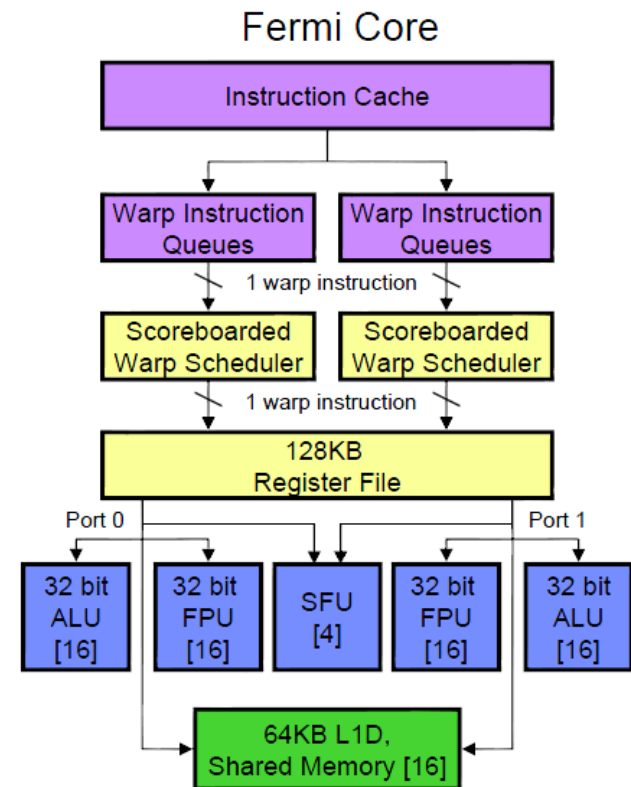 Fermi Core
Instruction Cache
Warp Instruction
Queues
Warp Instruction
Queues
1 warp instruction
Scoreboarded
Warp Scheduler
Scoreboarded
Warp Scheduler
1 warp instruction
128KB
Register File
Port 0
Port 1
32 bit
ALU
[16]
32 bit
FPU
[16]
SFU
[4]
32 bit
FPU
[16]
32 bit
ALU
[16]
64KB L1D,
Shared Memory [16]